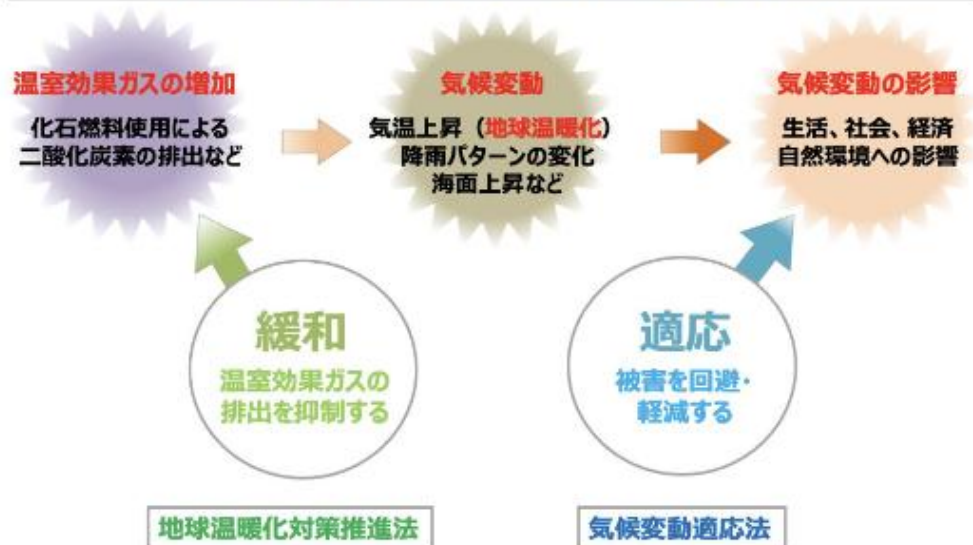 温室効果ガスの増加
化石燃料使用による
二酸化炭素の排出など
気候変動
気温上昇（地球温暖化）
降雨パターンの変化
海面上昇など
気候変動の影響
生活、社会、経済
自然環境への影響
緩和
温室効果ガスの
排出を抑制する
適応
被害を回避・
軽減する
地球温暖化対策推進法
気候変動適応法